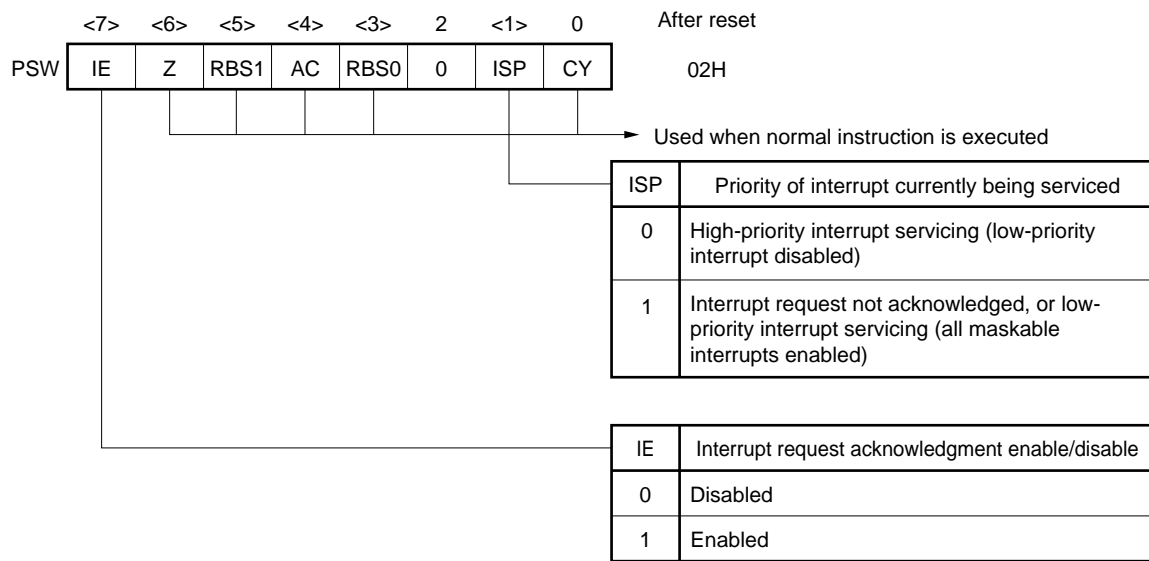 <7> <6> <5> <4> <3> 2 <1> 0 After reset
PSW IE Z RBS1 AC RBS0 0 ISP CY 02H
Used when normal instruction is executed
ISP Priority of interrupt currently being serviced
0 High-priority interrupt servicing (low-priority
interrupt disabled)
1 Interrupt request not acknowledged, or low-
priority interrupt servicing (all maskable
interrupts enabled)
IE Interrupt request acknowledgment enable/disable
0 Disabled
1 Enabled